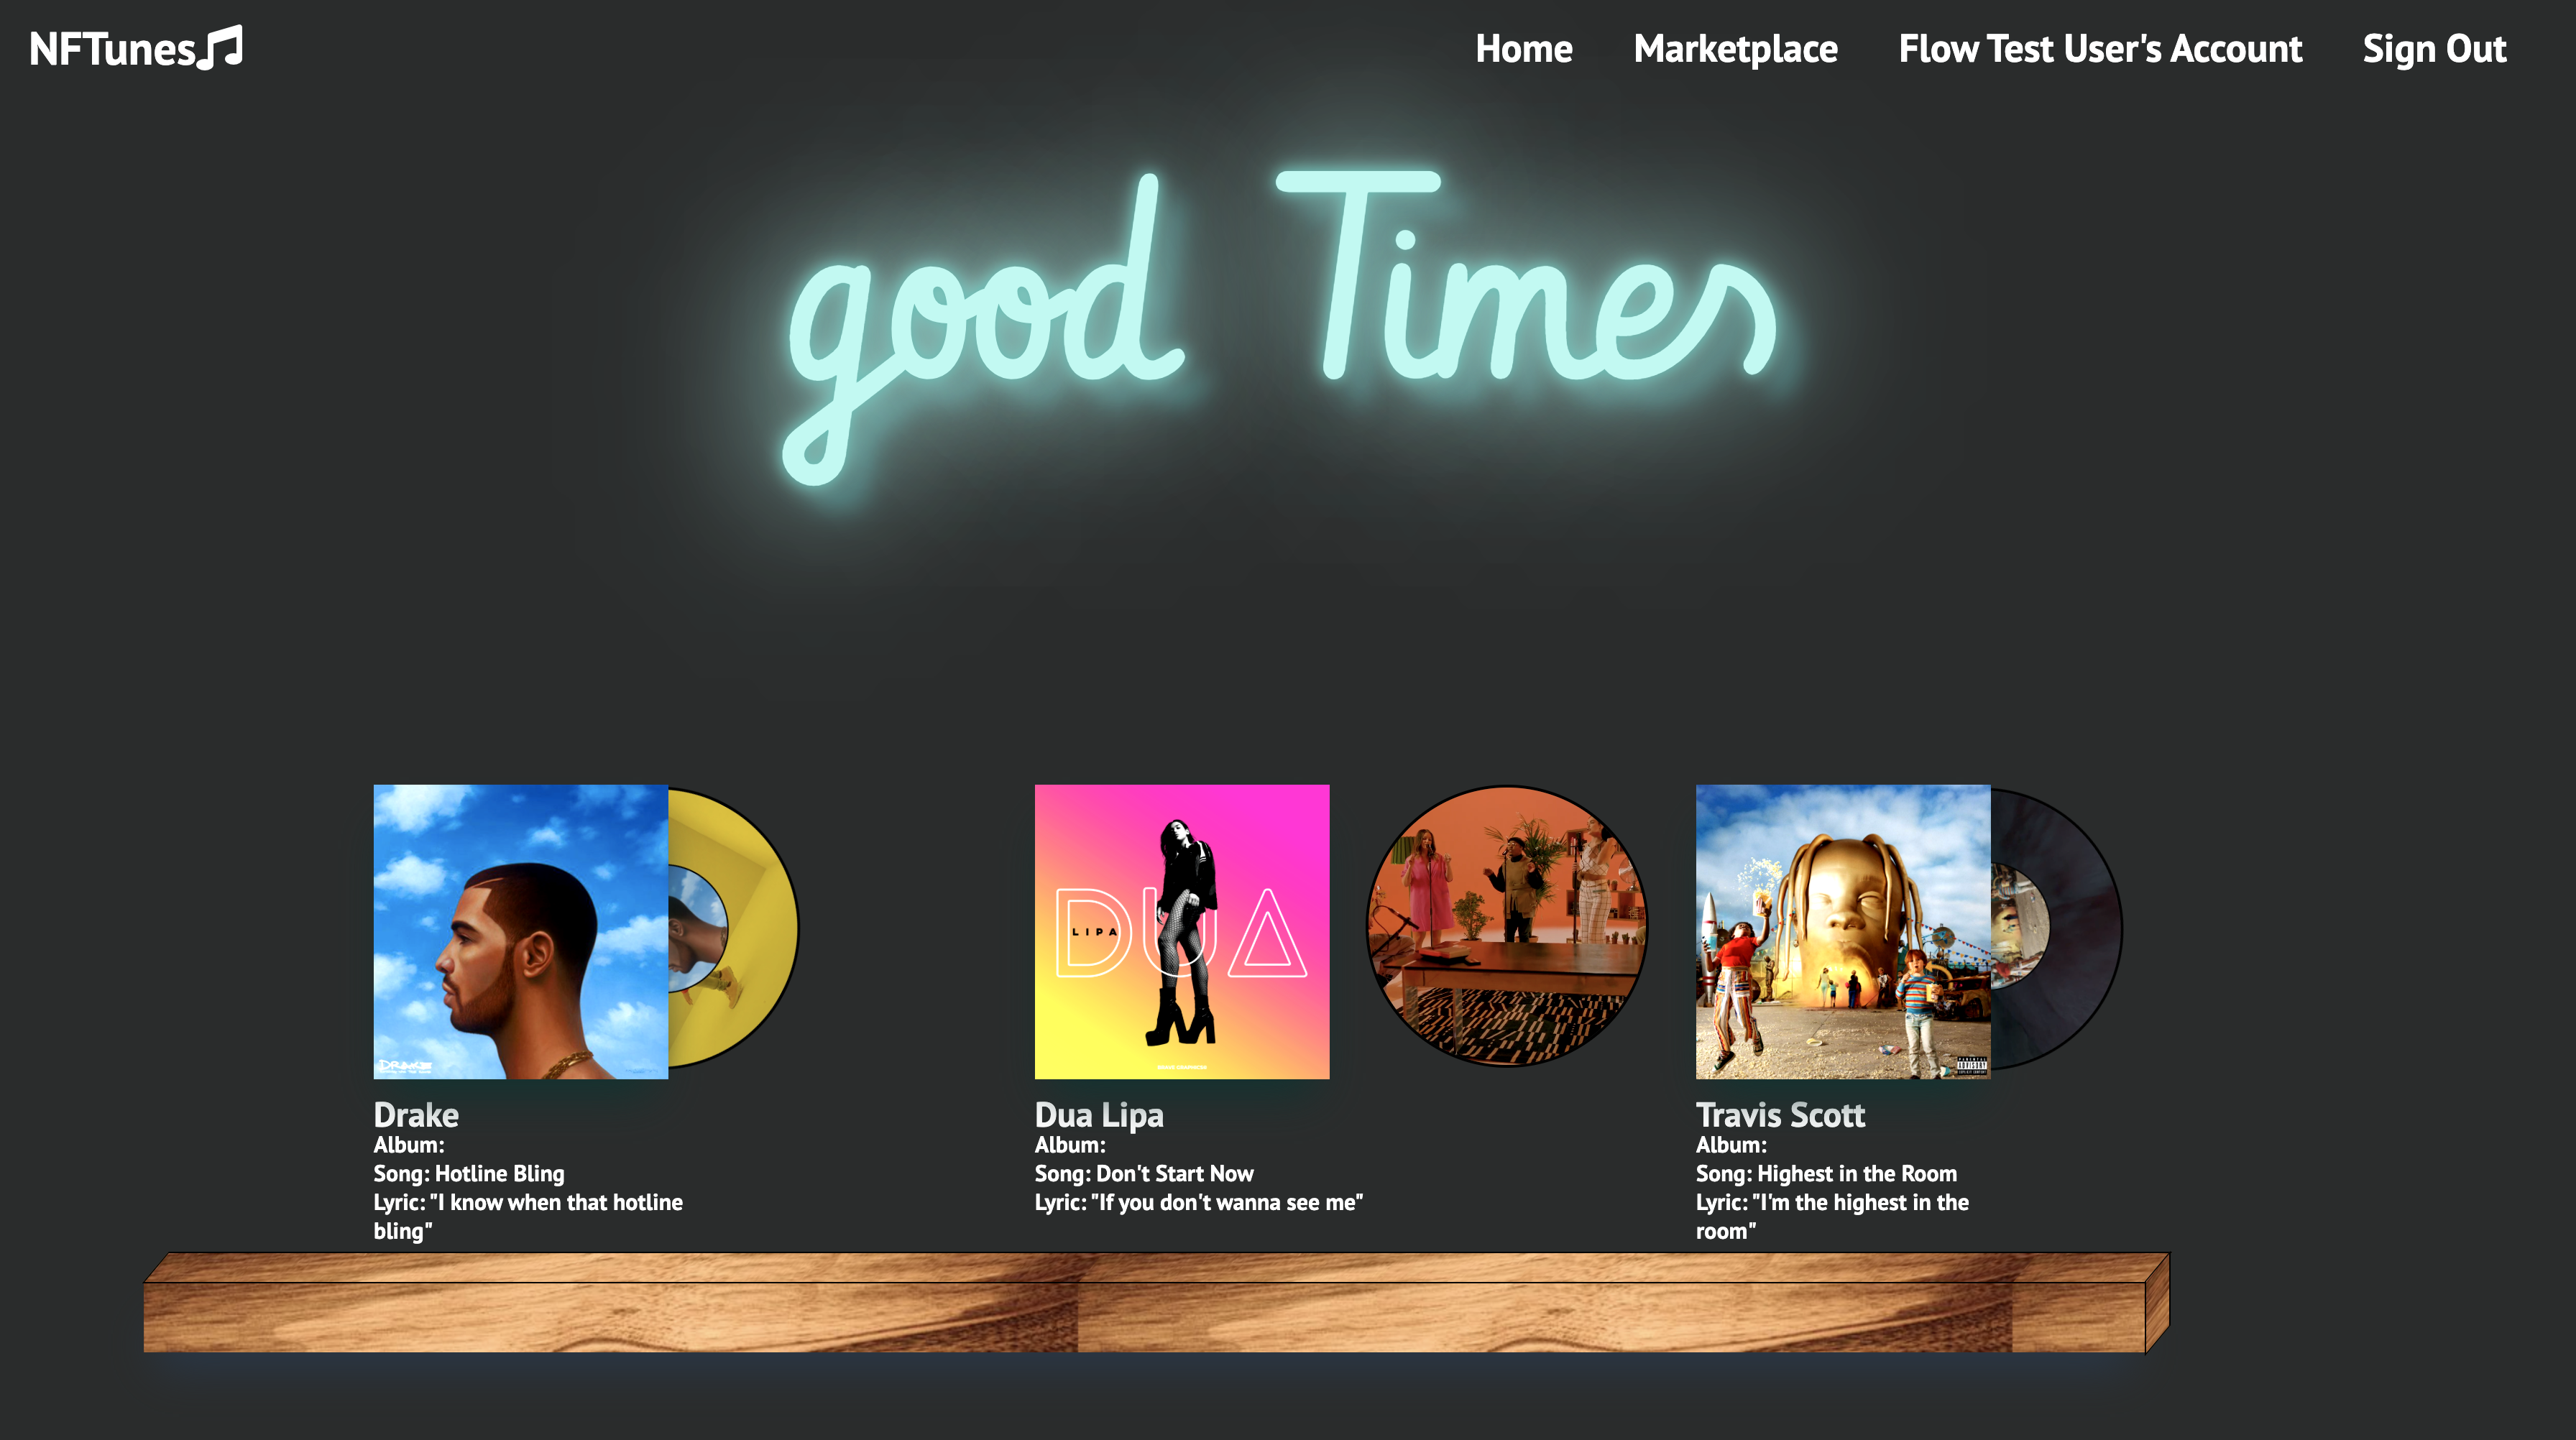 NFTunes
Home Marketplace Flow Test User's Account Sign Out
good Times
DUA
LIPA
DRAKE
Drake
Album:
Song: Hotline Bling
Lyric: "I know when that hotline
bling"
Dua Lipa
Album:
Song: Don't Start Now
Lyric: "If you don't wanna see me"
Travis Scott
Album:
Song: Highest in the Room
Lyric: "I'm the highest in the
room"